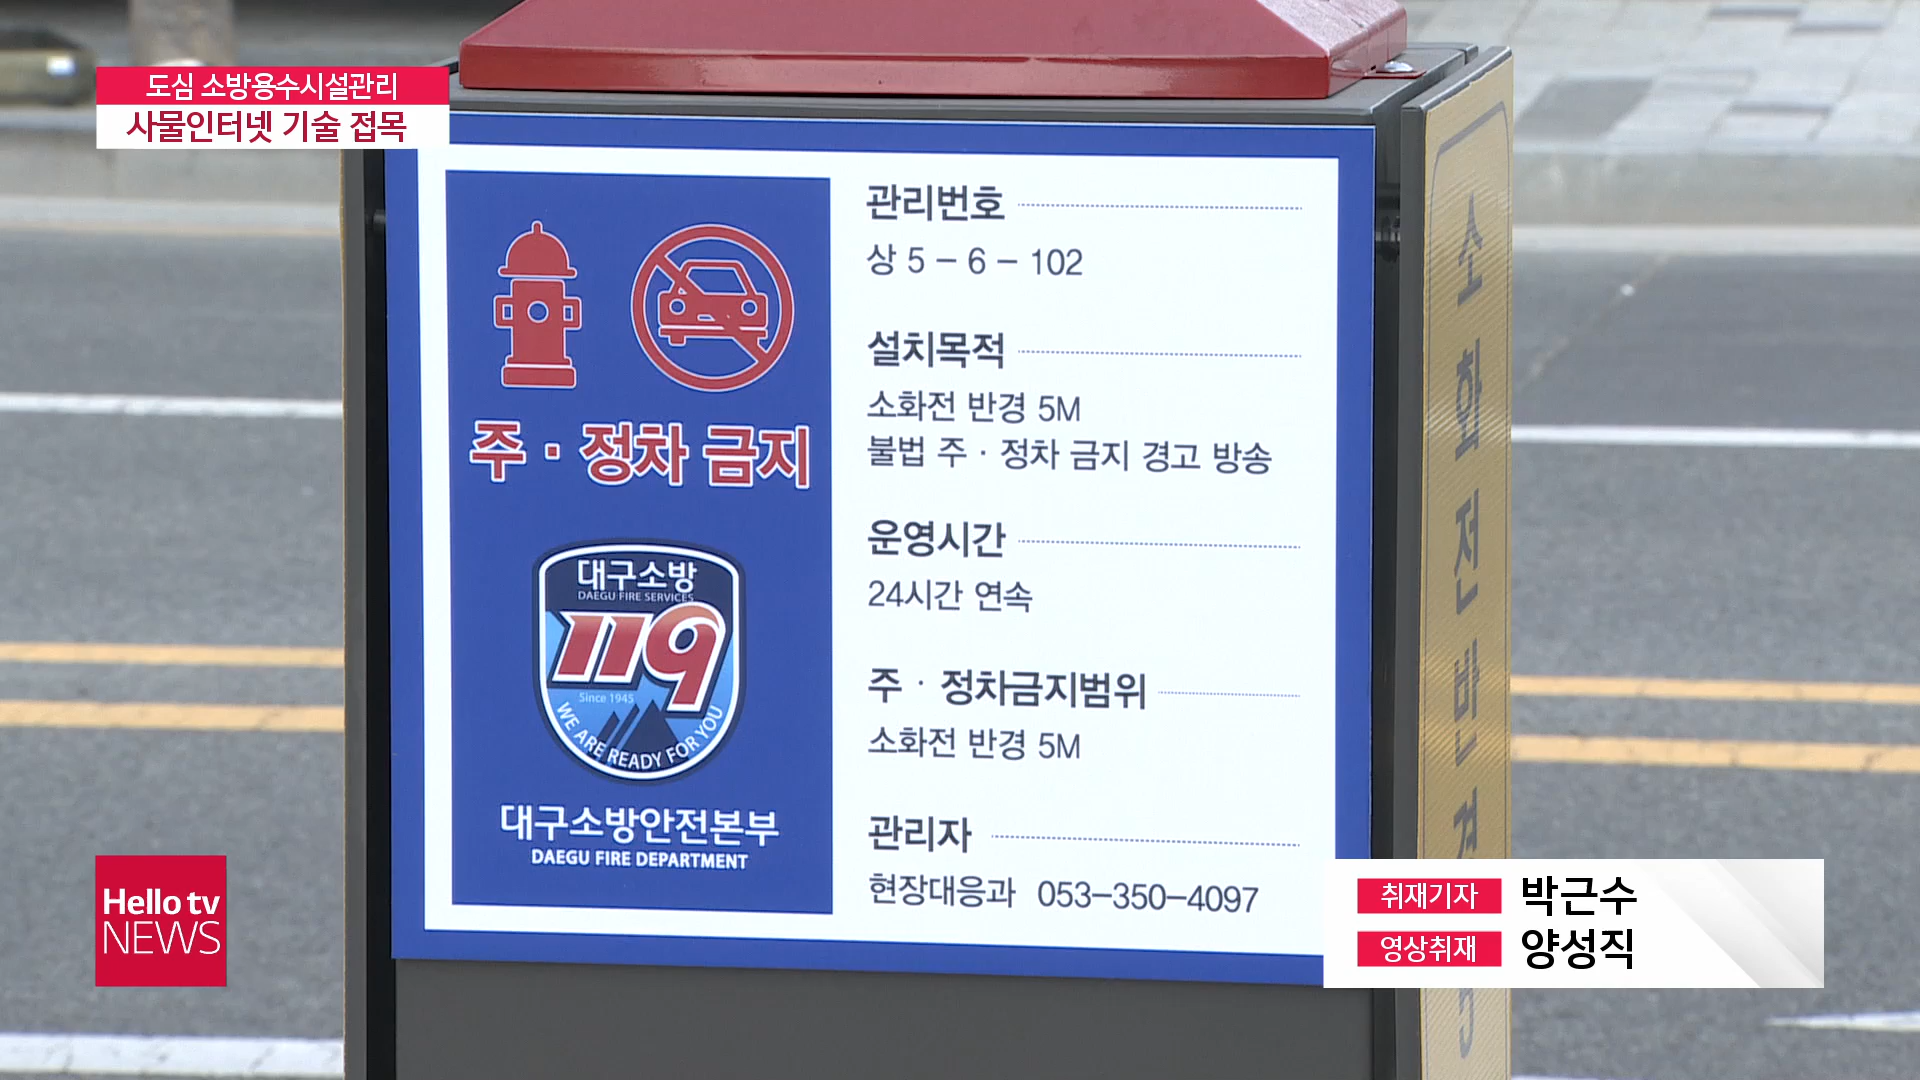 도심 소방용수시설관리
사물인터넷 기술 접목
주 · 정차 금지
대구소방
DAEGU FIRE SERVICES
119
Since 1945
WE ARE READY FOR YOU
대구소방안전본부
DAEGU FIRE DEPARTMENT
관리번호
상 5 – 6 – 102
설치목적
소화전 반경 5M
불법 주 · 정차 금지 경고 방송
운영시간
24시간 연속
주 · 정차금지범위
소화전 반경 5M
관리자
현장대응과 053–350–4097
소화전반경5
Hello tv
NEWS
취재기자 박근수
영상취재 양성직